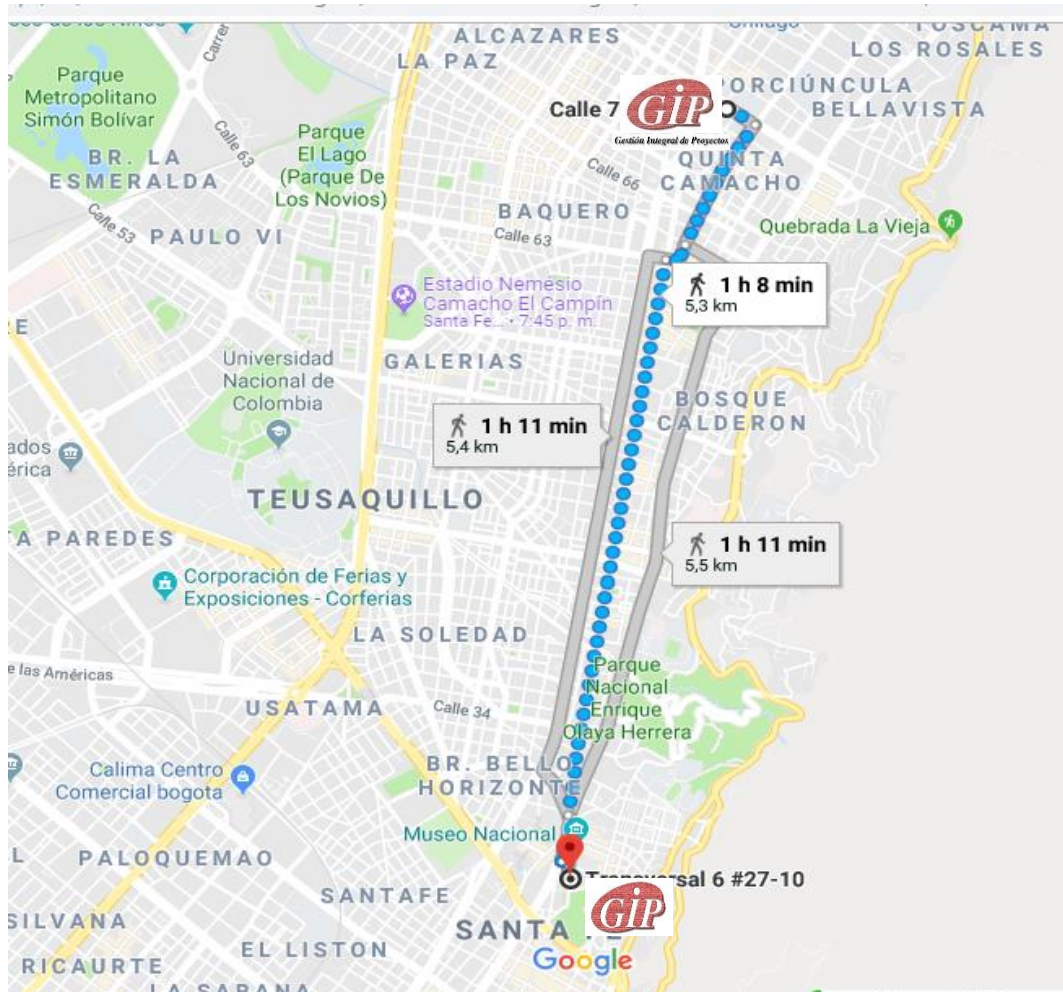 ALCAZARES
LA PAZ
LOS ROSALES
Parque
Metropolitano
Simón Bolívar
Calle 63
Parque
El Lago
(Parque De
Los Novios)
Calle 7
GIP
Gestión Integral de Proyectos
PORCIÚNCULA
BELLAVISTA
BR. LA
ESMERALDA
Calle 66
QUINTA
CAMACHO
BAQUERO
Calle 53
PAULO VI
Calle 63
Quebrada La Vieja
Estadio Nemesio
Camacho El Campín
Santa Fe... • 7:45 p. m.
1 h 8 min
5,3 km
Universidad
Nacional de
Colombia
GALERIAS
BOSQUE
CALDERON
1 h 11 min
5,4 km
TEUSAQUILLO
1 h 11 min
5,5 km
Corporación de Ferias y
Exposiciones - Corferias
LA SOLEDAD
Parque
Nacional
Enrique
Olaya Herrera
e las Américas
USATAMA
Calle 34
BR. BELLO
HORIZONTE
Calima Centro
Comercial bogota
Museo Nacional
PALOQUEMAO
Transversal 6 #27-10
SANTAFE
GIP
SANTA FE
SILVANA
EL LISTON
Google
RICAURTE
LA SABANA